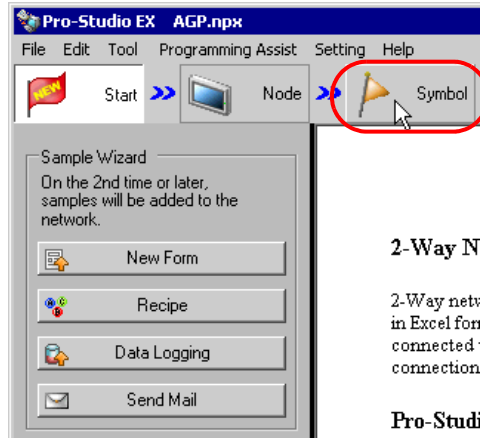 Pro-Studio EX AGP.npx
File Edit Tool Programming Assist Setting Help
NEW Start Node Symbol
Sample Wizard
On the 2nd time or later,
samples will be added to the
network.
New Form
Recipe
Data Logging
Send Mail
2-Way N
2-Way netw
in Excel for
connected
connection
Pro-Studi